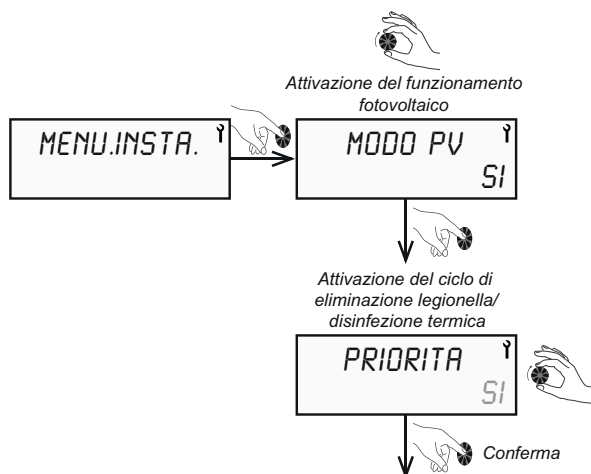 Attivazione del funzionamento
fotovoltaico
MENU.INSTA.
MODO PV
SI
Attivazione del ciclo di
eliminazione legionella/
disinfezione termica
PRIORITA
SI
Conferma